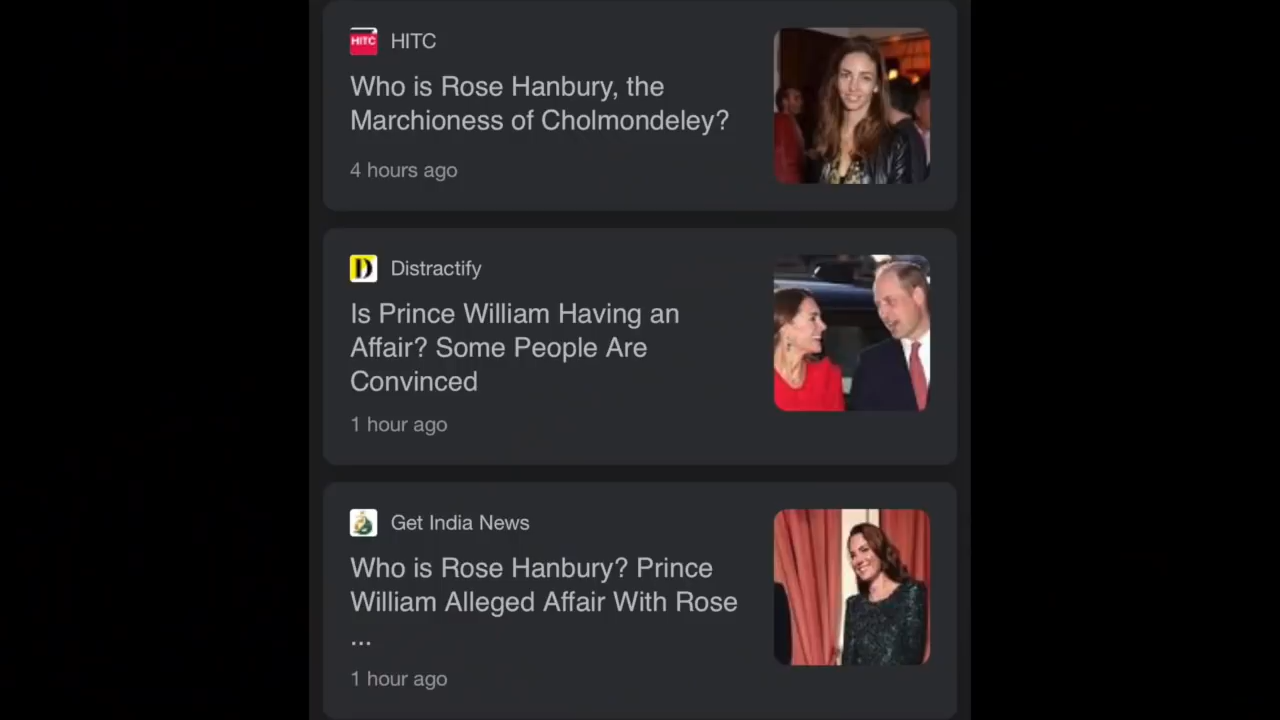 HITC
HITC
Who is Rose Hanbury, the
Marchioness of Cholmondeley?
4 hours ago
D
Distractify
Is Prince William Having an
Affair? Some People Are
Convinced
1 hour ago
Get India News
Who is Rose Hanbury? Prince
William Alleged Affair With Rose
...
1 hour ago